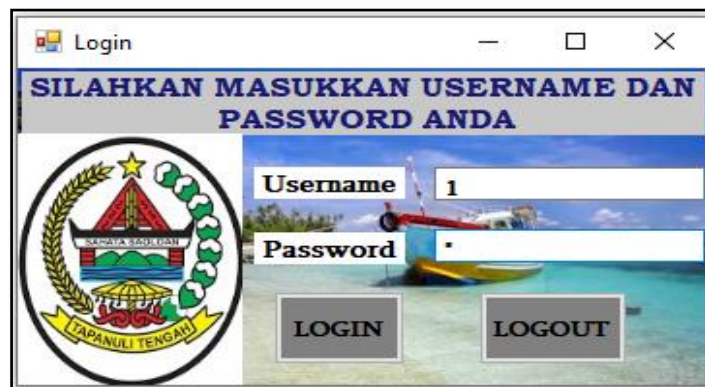 Login
SILAHKAN MASUKKAN USERNAME DAN
PASSWORD ANDA
SAHATA SAOLOAN
TAPANULI TENGAH
Username
1
Password
LOGIN
LOGOUT